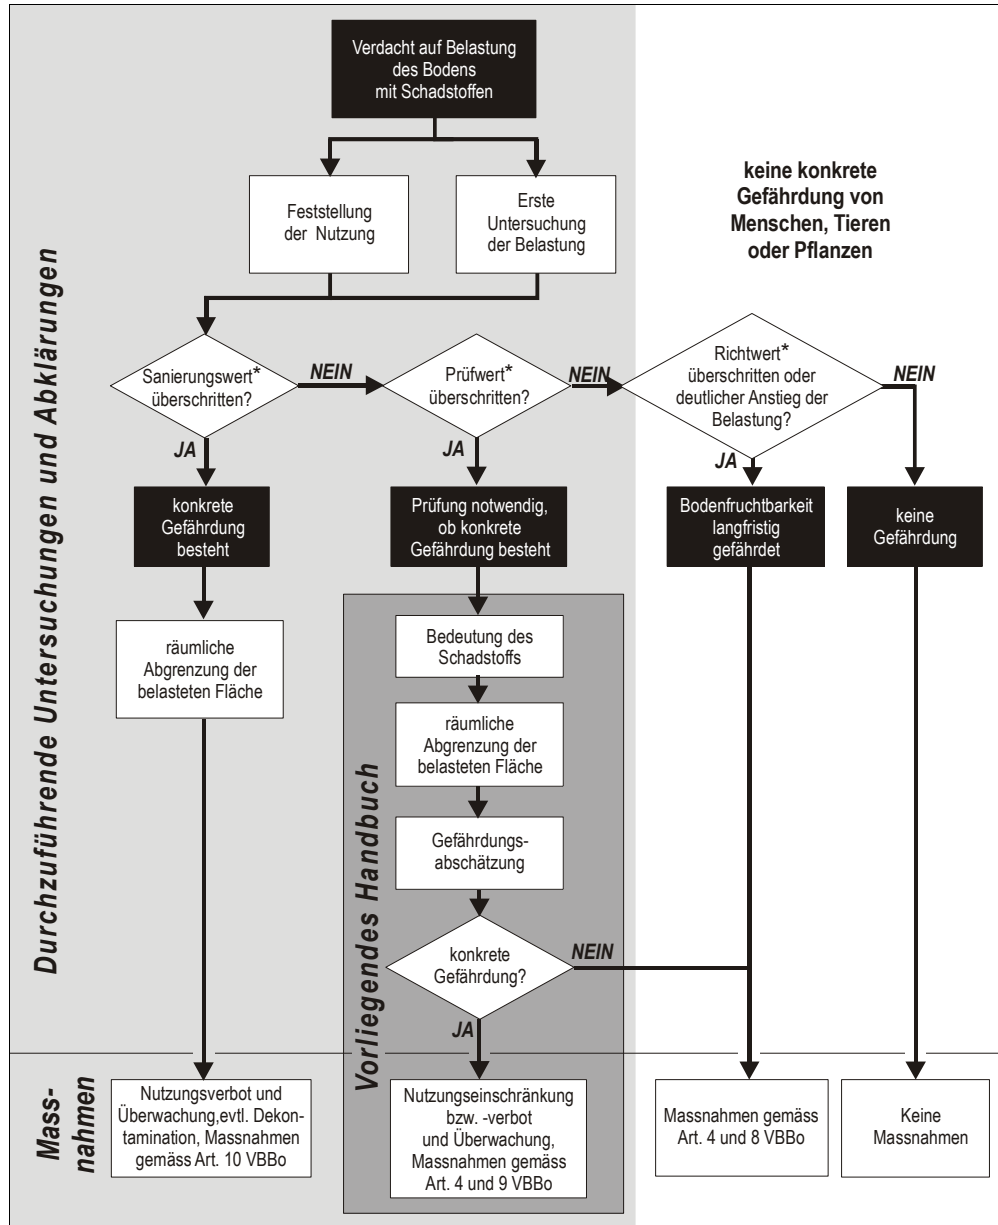 Verdacht auf Belastung
des Bodens
mit Schadstoffen
Feststellung
der Nutzung
Erste
Untersuchung
der Belastung
keine konkrete
Gefährdung von
Menschen, Tieren
oder Pflanzen
Durchzuführende Untersuchungen und Abklärungen
Sanierungswert*
überschritten?
NEIN
Prüfwert*
überschritten?
NEIN
Richtwert*
überschritten oder
deutlicher Anstieg der
Belastung?
NEIN
JA
JA
JA
konkrete
Gefährdung
besteht
Prüfung notwendig,
ob konkrete
Gefährdung besteht
Bodenfruchtbarkeit
langfristig
gefährdet
keine
Gefährdung
räumliche
Abgrenzung der
belasteten Fläche
Vorliegendes Handbuch
Bedeutung des
Schadstoffs
räumliche
Abgrenzung der
belasteten Fläche
Gefährdungs-
abschätzung
konkrete
Gefährdung?
NEIN
JA
Mass-
nahmen
Nutzungsverbot und
Überwachung,evtl. Dekon-
tamination, Massnahmen
gemäss Art. 10 VBBo
Nutzungseinschränkung
bzw. -verbot
und Überwachung,
Massnahmen gemäss
Art. 4 und 9 VBBo
Massnahmen gemäss
Art. 4 und 8 VBBo
Keine
Massnahmen